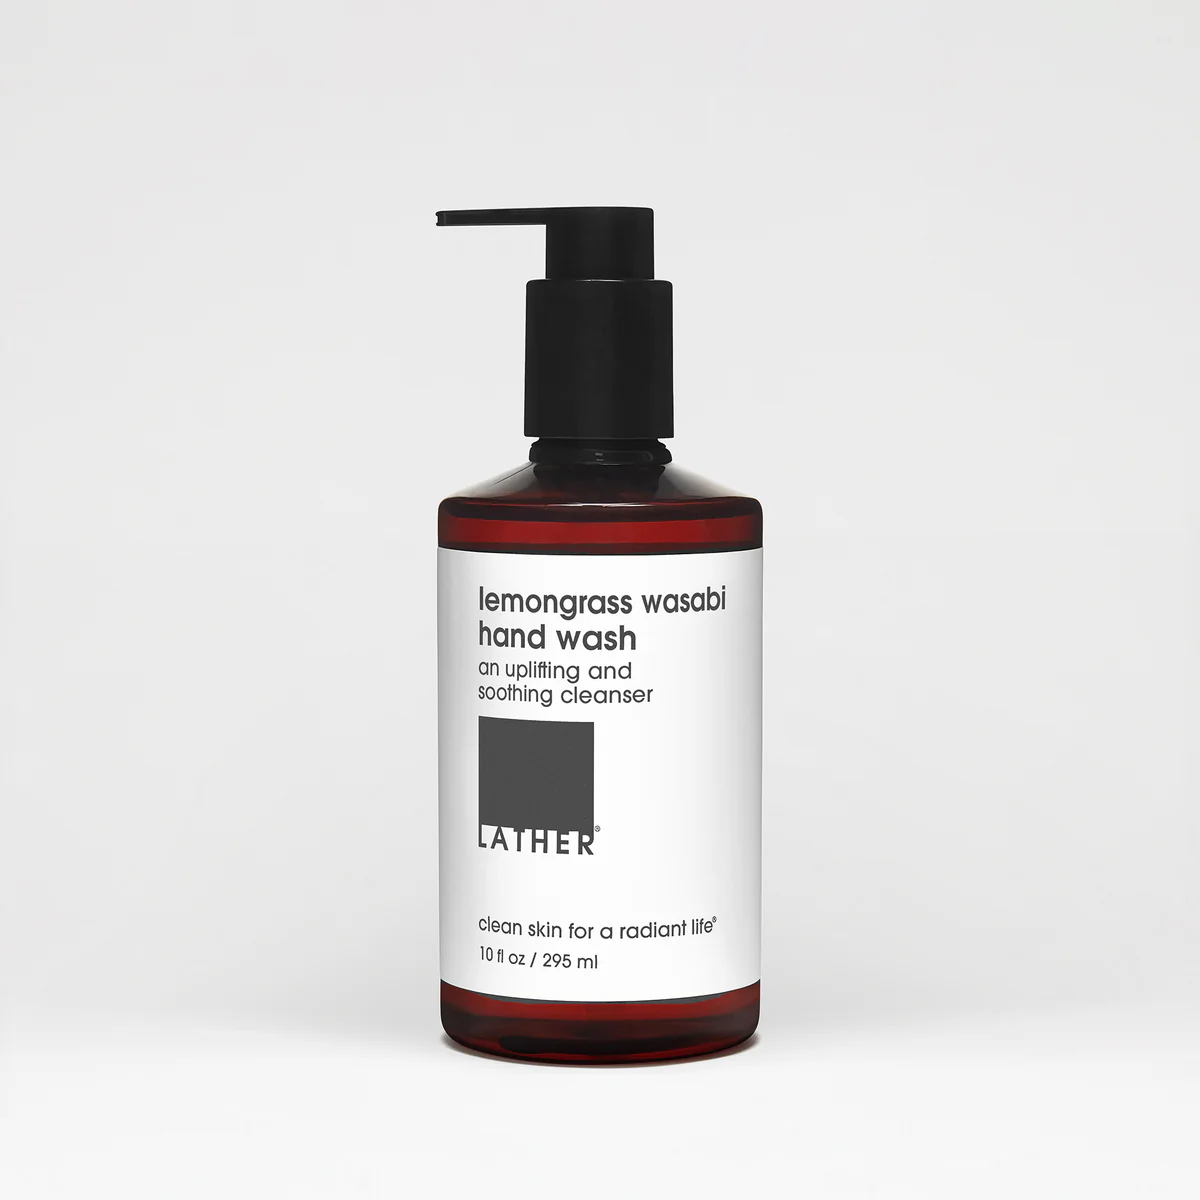 lemongrass wasabi
hand wash
an uplifting and
soothing cleanser
LATHER®
clean skin for a radiant life®
10 fl oz / 295 ml